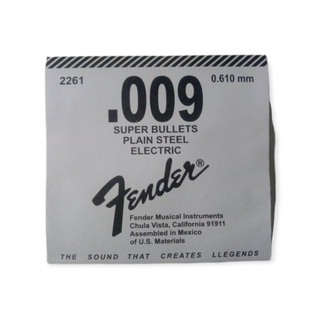 2261
0.610 mm
.009
SUPER BULLETS
PLAIN STEEL
ELECTRIC
Fender®
Fender Musical Instruments
Chula Vista, California 91911
Assembled in Mexico
of U.S. Materials
THE SOUND THAT CREATES LLEGENDS